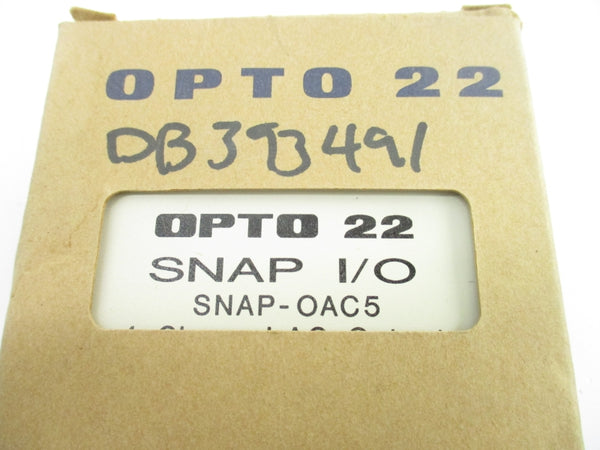 OPTO 22
DB393491
OPTO 22
SNAP I/O
SNAP-OAC5